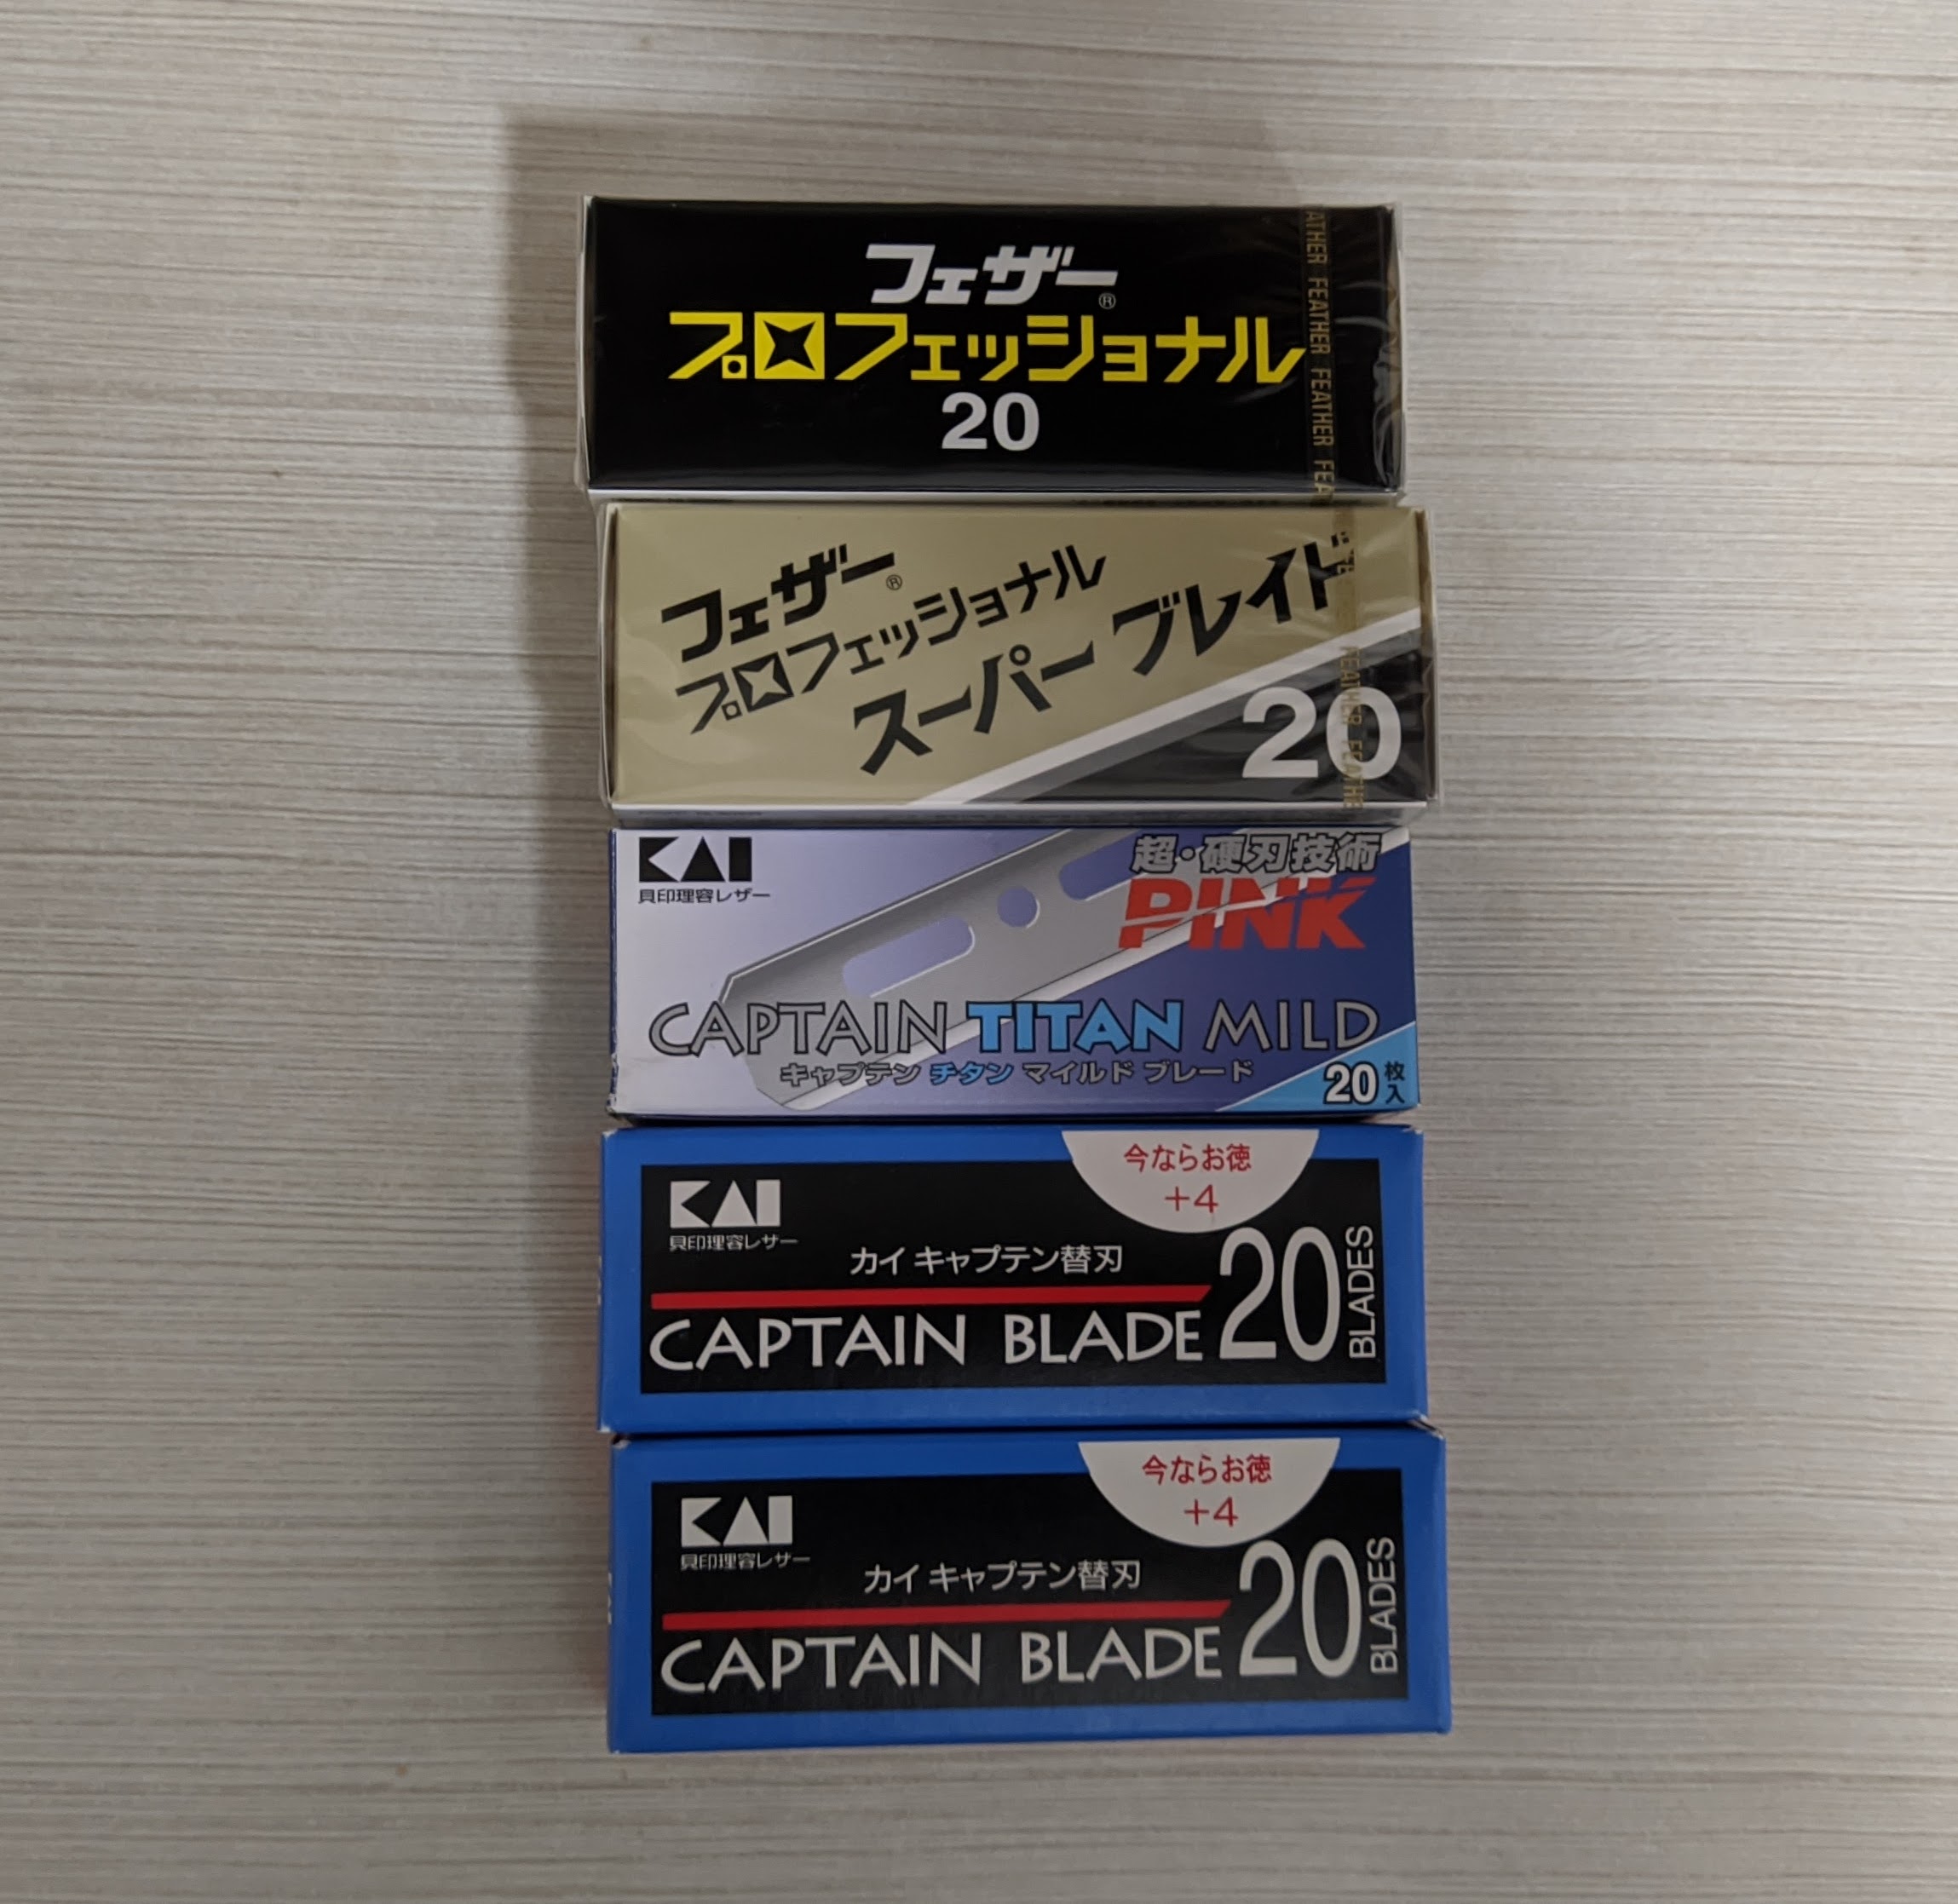 フェザー®
プロフェッショナル
20
ATHER FEATHER FEATHER FEA
フェザー®
プロフェッショナル
スーパー ブレイド
20
FEATHER FEATHE
KAI
貝印理容レザー
超・硬刃技術
PINK
CAPTAIN TITAN MILD
キャプテン チタン マイルド ブレード
20枚入
今ならお徳
+4
KAI
貝印理容レザー
カイ キャプテン替刃
CAPTAIN BLADE
20 BLADES
今ならお徳
+4
KAI
貝印理容レザー
カイ キャプテン替刃
CAPTAIN BLADE
20 BLADES